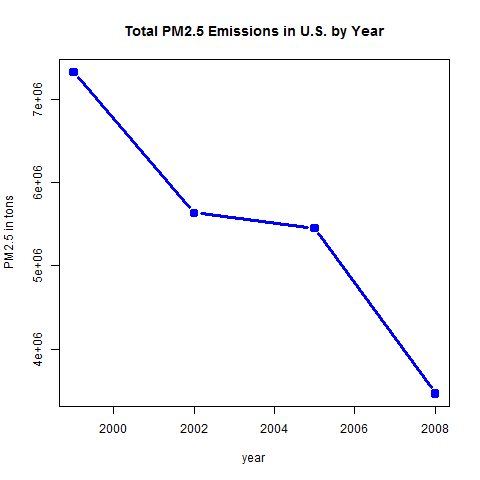 Total PM2.5 Emissions in U.S. by Year
PM2.5 in tons
7e+06
6e+06
5e+06
4e+06
2000 2002 2004 2006 2008
year